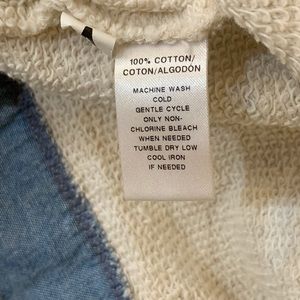 100% COTTON/
COTON/ALGODÓN
MACHINE WASH
COLD
GENTLE CYCLE
ONLY NON-
CHLORINE BLEACH
WHEN NEEDED
TUMBLE DRY LOW
COOL IRON
IF NEEDED